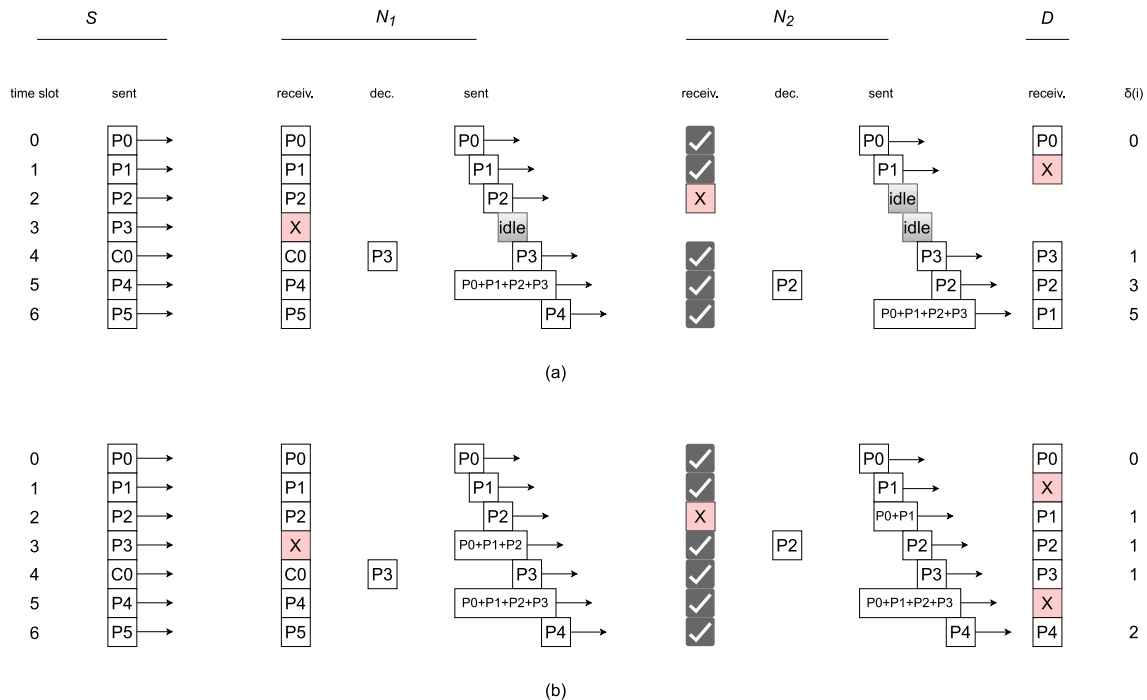 S N₁ N₂ D
time slot sent receiv. dec. sent receiv. dec. sent receiv. δ(i)
0 P0 P0 P0 P0 P0 0
1 P1 P1 P1 P1 X
2 P2 P2 P2 X idle
3 P3 X idle idle
4 C0 C0 P3 P3 P3 P3 1
5 P4 P4 P0+P1+P2+P3 P2 P2 P2 3
6 P5 P5 P4 P0+P1+P2+P3 P1 5
(a)
0 P0 P0 P0 P0 P0 0
1 P1 P1 P1 P1 X
2 P2 P2 P2 X P0+P1 P1 1
3 P3 X P0+P1+P2 P2 P2 P2 1
4 C0 C0 P3 P3 P3 P3 1
5 P4 P4 P0+P1+P2+P3 P0+P1+P2+P3 X
6 P5 P5 P4 P4 P4 2
(b)